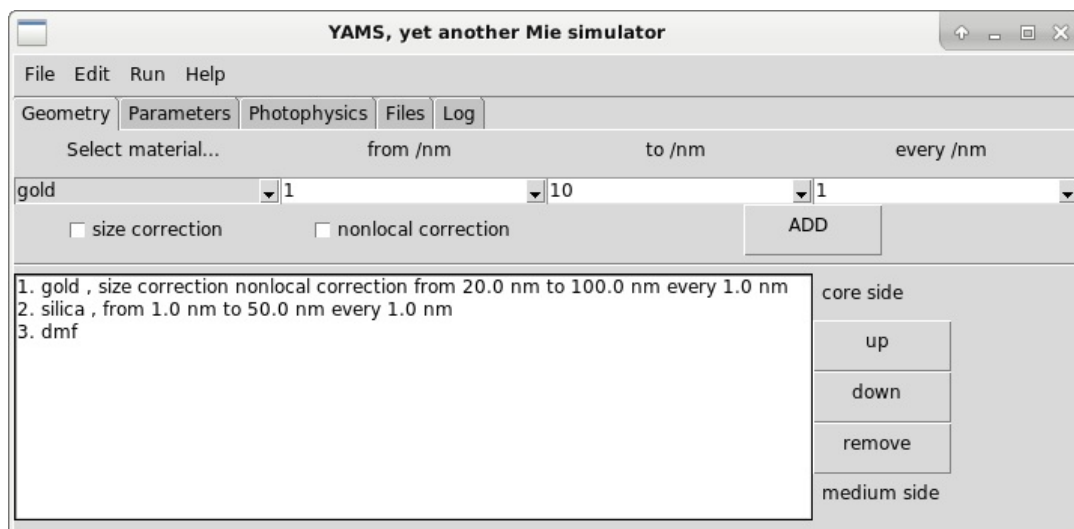 YAMS, yet another Mie simulator
File Edit Run Help
Geometry Parameters Photophysics Files Log
Select material... from /nm to /nm every /nm
gold 1 10 1
size correction nonlocal correction ADD
1. gold , size correction nonlocal correction from 20.0 nm to 100.0 nm every 1.0 nm
2. silica , from 1.0 nm to 50.0 nm every 1.0 nm
3. dmf
core side
up
down
remove
medium side